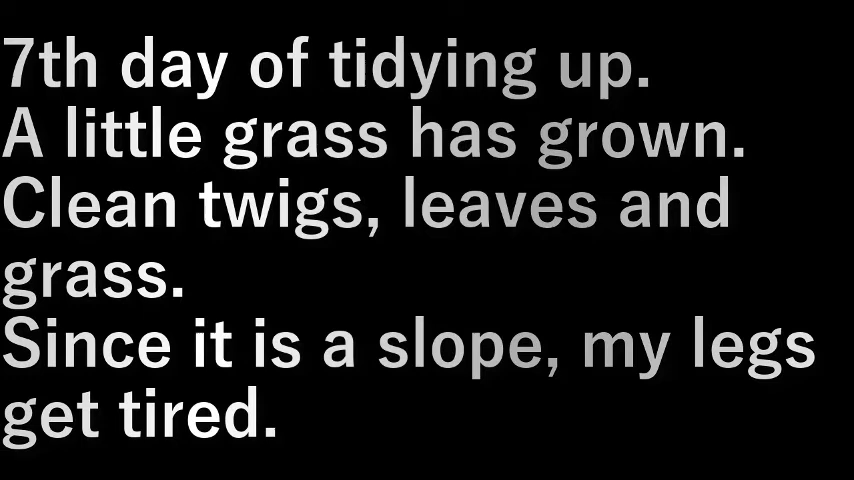 7th day of tidying up.
A little grass has grown.
Clean twigs, leaves and
grass.
Since it is a slope, my legs
get tired.